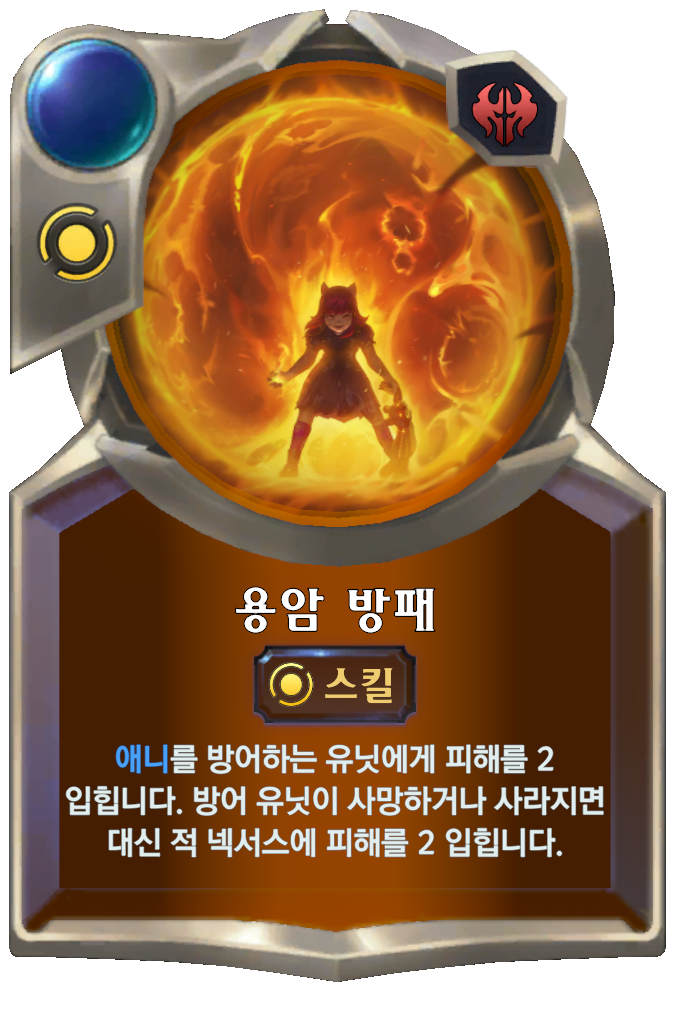 용암 방패
스킬
애니를 방어하는 유닛에게 피해를 2
입힙니다. 방어 유닛이 사망하거나 사라지면
대신 적 넥서스에 피해를 2 입힙니다.